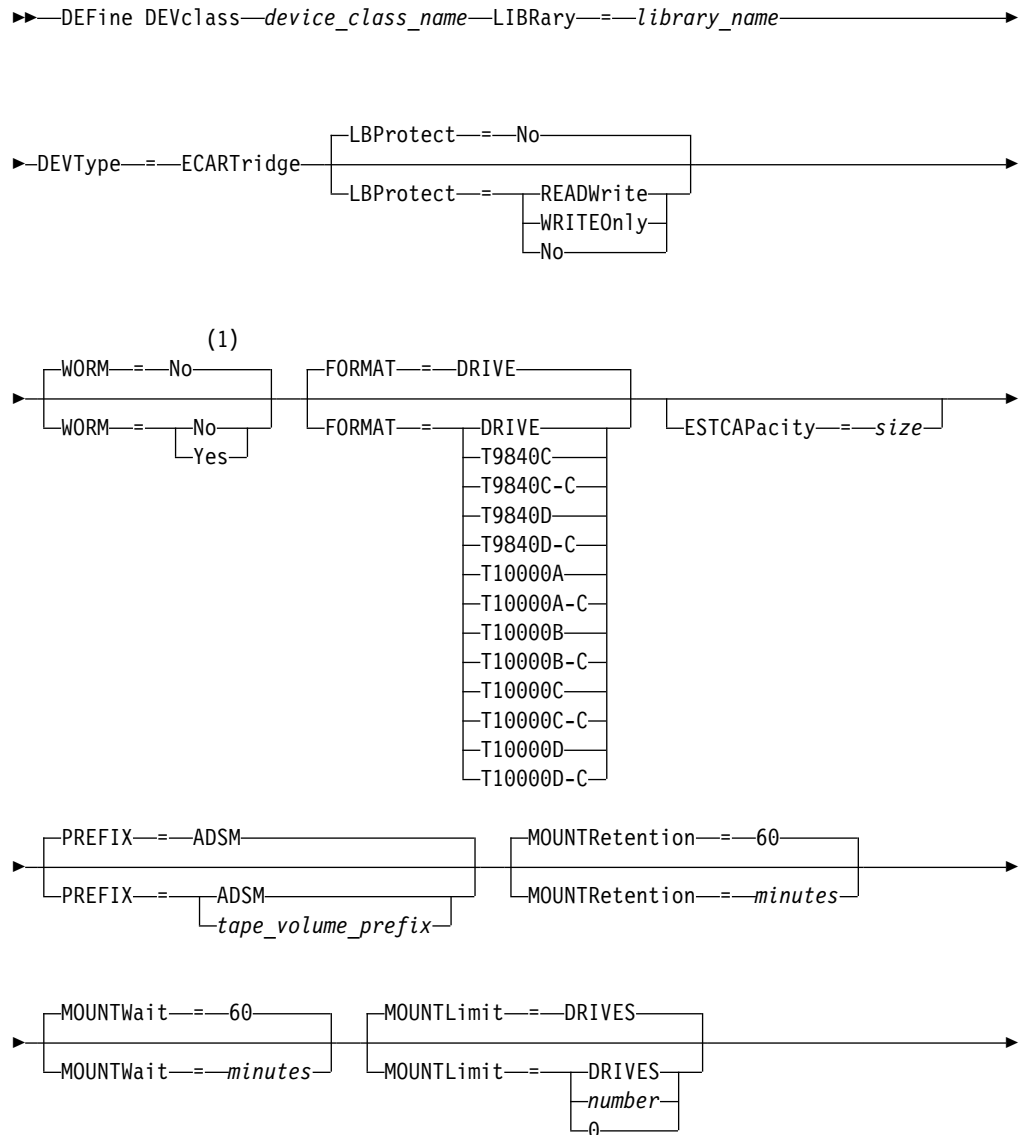 ►►—DEFine DEVclass—device_class_name—LIBRary—=—library_name—►
LBProtect—=—No
►—DEVType—=—ECARTridge—►
LBProtect—=—READWrite
WRITEOnly
No
(1)
WORM—=—No FORMAT—=—DRIVE
►—►
WORM—=—No FORMAT—=—DRIVE ESTCAPacity—=—size
Yes T9840C
T9840C-C
T9840D
T9840D-C
T10000A
T10000A-C
T10000B
T10000B-C
T10000C
T10000C-C
T10000D
T10000D-C
PREFIX—=—ADSM MOUNTRetention—=—60
►—►
PREFIX—=—ADSM MOUNTRetention—=—minutes
tape_volume_prefix
MOUNTWait—=—60 MOUNTLimit—=—DRIVES
►—►
MOUNTWait—=—minutes MOUNTLimit—=—DRIVES
number
0